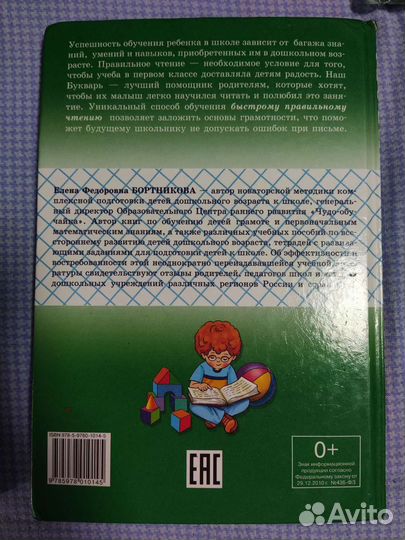 Успешность обучения ребенка в школе зависит от багажа зна-
ний, умений и навыков, приобретенных им в дошкольном воз-
расте. Правильное чтение — необходимое условие для того,
чтобы учеба в первом классе доставляла детям радость. Наш
Букварь — лучший помощник родителям, которые хотят,
чтобы их малыш легко научился читать и полюбил это заня-
тие. Уникальный способ обучения быстрому правильному
чтению позволяет заложить основы грамотности, что помо-
жет будущему школьнику не допускать ошибок при письме.
Елена Федоровна БОРТНИКОВА — автор новаторской методики ком-
плексной подготовки детей дошкольного возраста к школе, генераль-
ный директор Образовательного Центра раннего развития «Чудо-обу-
чайка». Автор книг по обучению детей грамоте и первоначальным
математическим знаниям, а также различных учебных пособий по все-
стороннему развитию детей дошкольного возраста, тетрадей с развива-
ющими заданиями для подготовки детей к школе. Об эффективности и
востребованности этой неоднократно переиздававшейся учебной
ратуры свидетельствуют отзывы родителей, педагогов школ и
дошкольных учреждений различных регионов России и
ISBN 978-5-9780-1014-5
9785978010145
EAC
0+
Знак информационной
продукции согласно
Федеральному закону от
29.12.2010 г. №436-ФЗ
Avito